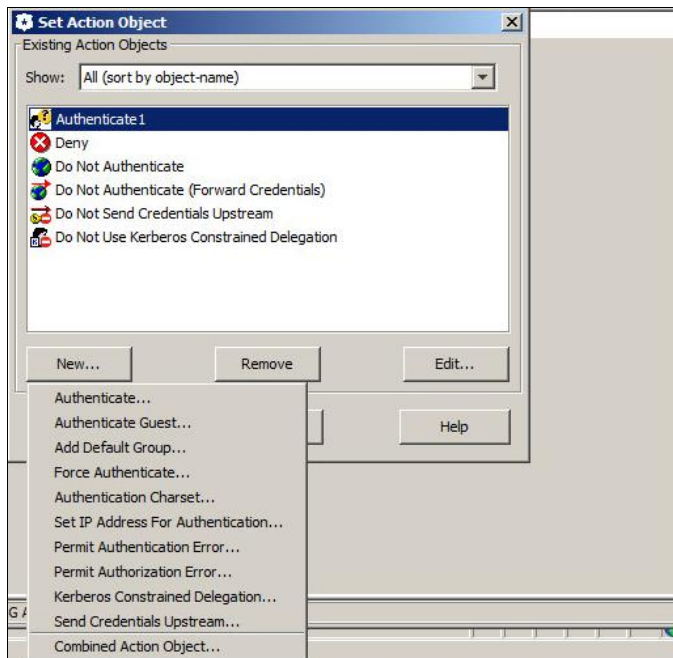 Set Action Object
Existing Action Objects
Show: All (sort by object-name)
Authenticate1
Deny
Do Not Authenticate
Do Not Authenticate (Forward Credentials)
Do Not Send Credentials Upstream
Do Not Use Kerberos Constrained Delegation
New... Remove Edit...
Authenticate...
Authenticate Guest...
Add Default Group...
Help
Force Authenticate...
Authentication Charset...
Set IP Address For Authentication...
Permit Authentication Error...
Permit Authorization Error...
Kerberos Constrained Delegation...
Send Credentials Upstream...
Combined Action Object...